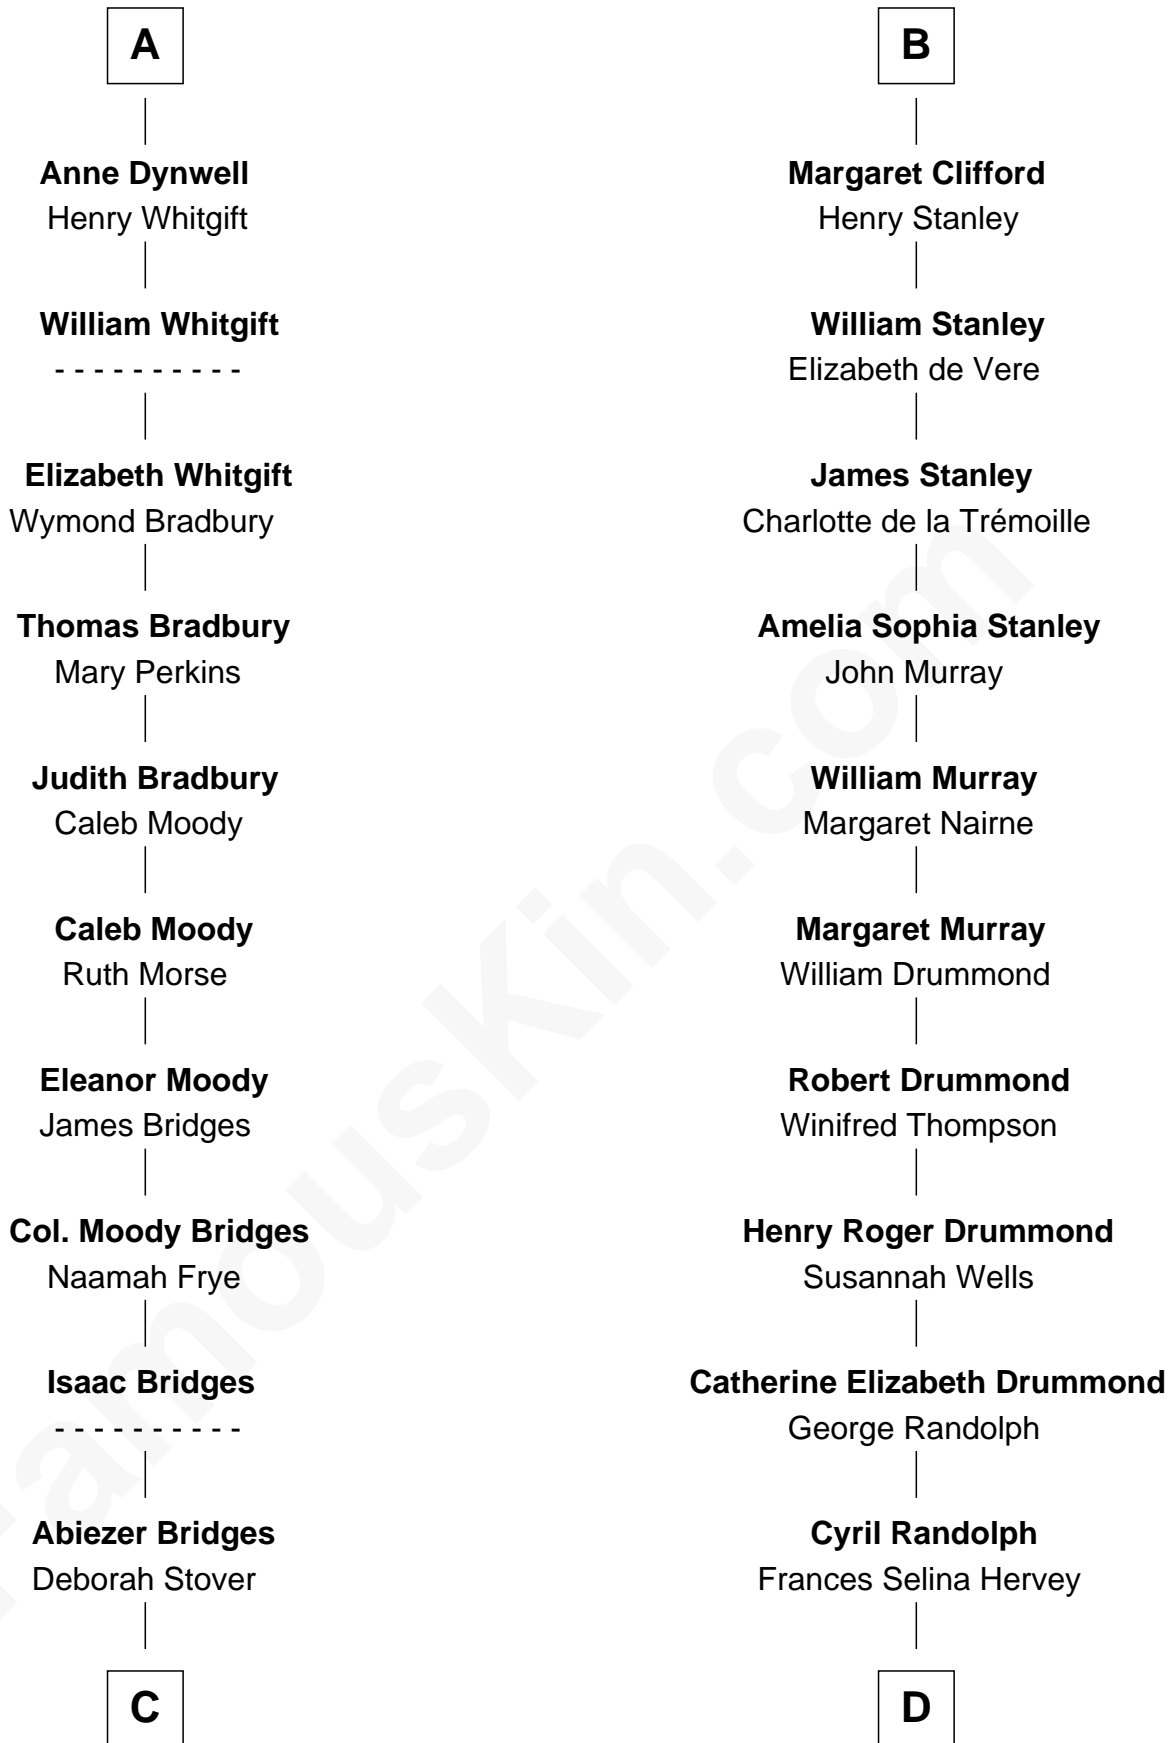 A
Anne Dynwell
Henry Whitgift
William Whitgift
- - - - - - - - - -
Elizabeth Whitgift
Wymond Bradbury
Thomas Bradbury
Mary Perkins
Judith Bradbury
Caleb Moody
Caleb Moody
Ruth Morse
Eleanor Moody
James Bridges
Col. Moody Bridges
Naamah Frye
Isaac Bridges
- - - - - - - - - -
Abiezer Bridges
Deborah Stover
C
B
Margaret Clifford
Henry Stanley
William Stanley
Elizabeth de Vere
James Stanley
Charlotte de la Trémoille
Amelia Sophia Stanley
John Murray
William Murray
Margaret Nairne
Margaret Murray
William Drummond
Robert Drummond
Winifred Thompson
Henry Roger Drummond
Susannah Wells
Catherine Elizabeth Drummond
George Randolph
Cyril Randolph
Frances Selina Hervey
D
FamousKin.com